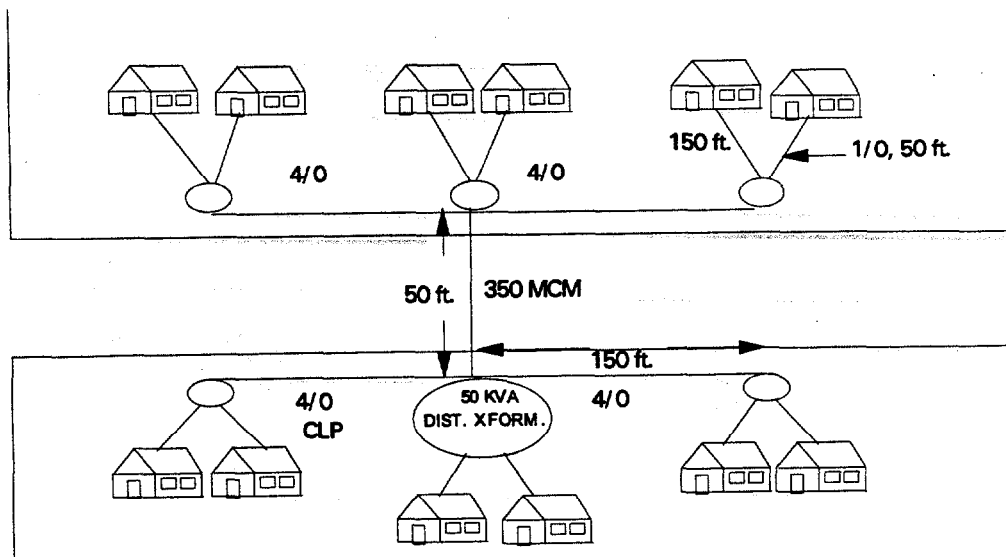 150 ft.
1/0, 50 ft.
4/0
4/0
50 ft.
350 MCM
150 ft.
4/0
CLP
50 KVA
DIST. XFORM.
4/0